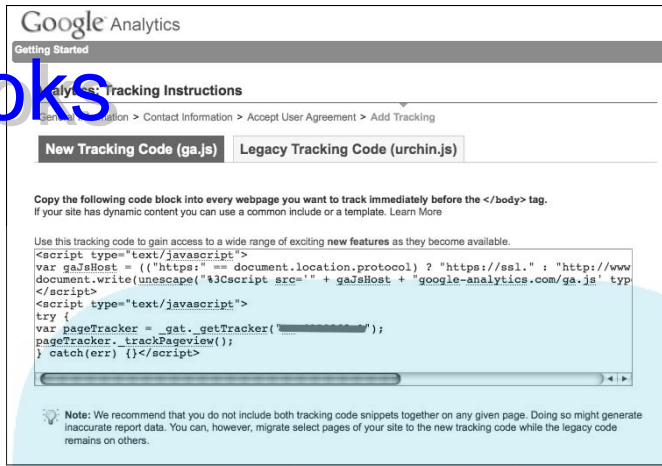 Google Analytics
Getting Started
oks
Analytics: Tracking Instructions
General Information > Contact Information > Accept User Agreement > Add Tracking
New Tracking Code (ga.js) Legacy Tracking Code (urchin.js)
Copy the following code block into every webpage you want to track immediately before the </body> tag.
If your site has dynamic content you can use a common include or a template. Learn More
Use this tracking code to gain access to a wide range of exciting new features as they become available.
<script type="text/javascript">
var gaJsHost = (("https:" == document.location.protocol) ? "https://ssl." : "http://www
document.write(unescape("%3Cscript src='" + gaJsHost + "google-analytics.com/ga.js' typ
</script>
<script type="text/javascript">
try {
var pageTracker = _gat._getTracker("");
pageTracker._trackPageview();
} catch(err) {}</script>
Note: We recommend that you do not include both tracking code snippets together on any given page. Doing so might generate
inaccurate report data. You can, however, migrate select pages of your site to the new tracking code while the legacy code
remains on others.